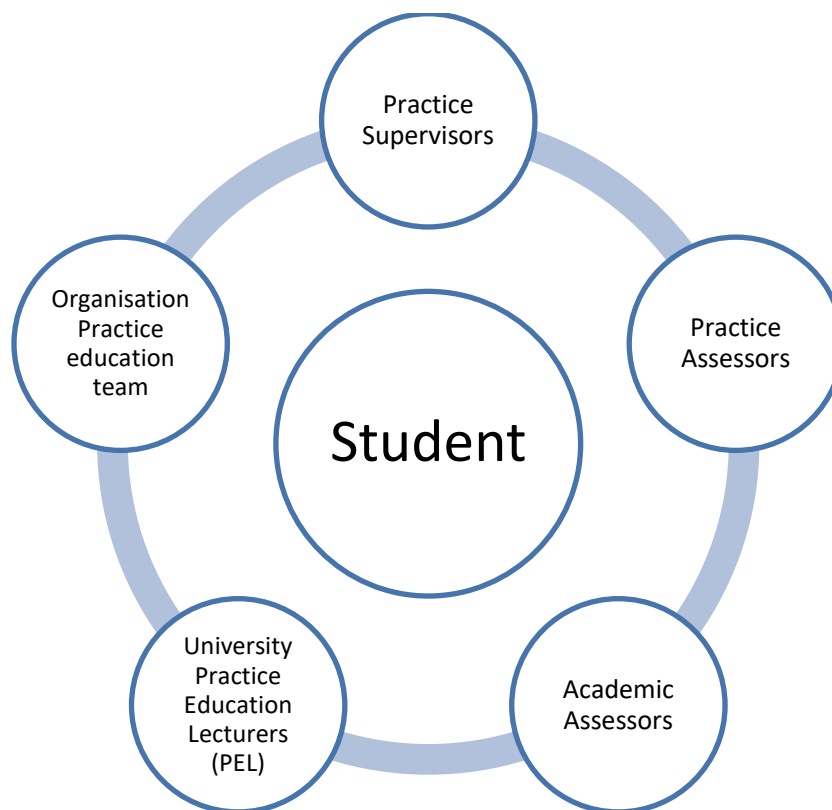 Practice
Supervisors
Organisation
Practice
education
team
Practice
Assessors
Student
University
Practice
Education
Lecturers
(PEL)
Academic
Assessors